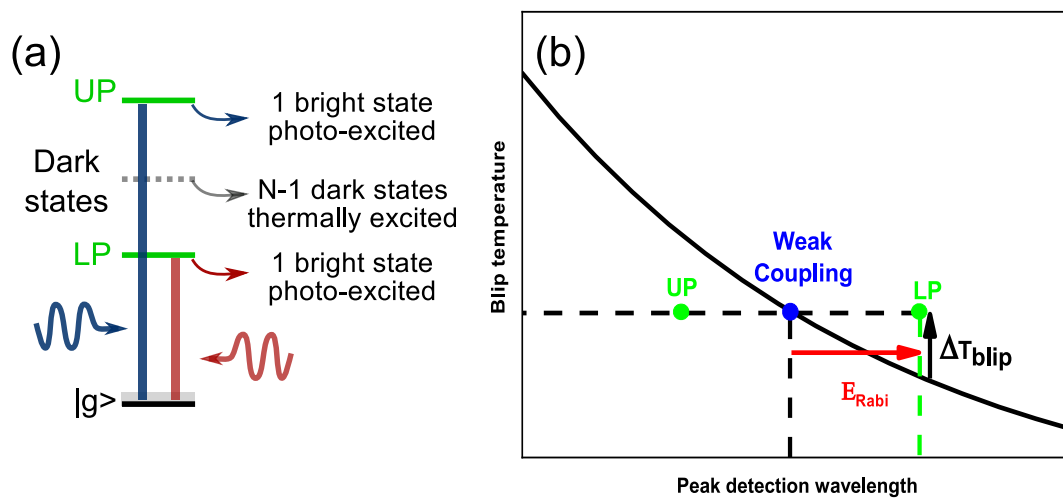 (a)
UP
1 bright state
photo-excited
Dark
states
N-1 dark states
thermally excited
LP
1 bright state
photo-excited
|g>
(b)
Blip temperature
Weak
Coupling
UP
LP
ΔTblip
ERabi
Peak detection wavelength